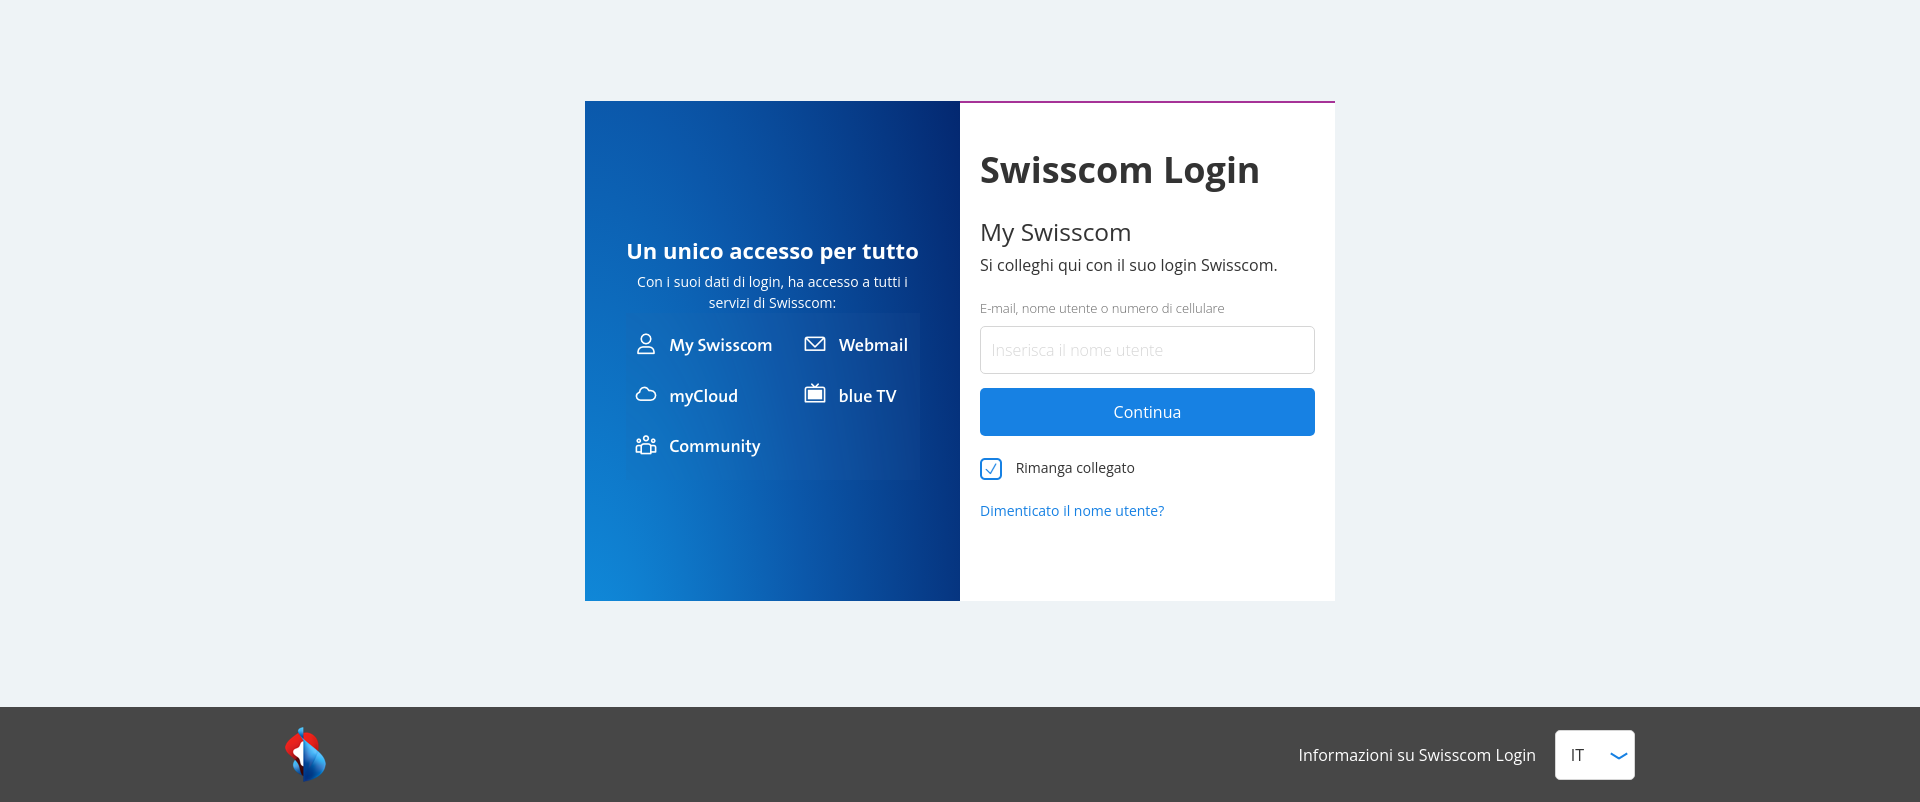 Un unico accesso per tutto
Con i suoi dati di login, ha accesso a tutti i
servizi di Swisscom:
My Swisscom
Webmail
myCloud
blue TV
Community
Swisscom Login
My Swisscom
Si colleghi qui con il suo login Swisscom.
E-mail, nome utente o numero di cellulare
Inserisca il nome utente
Continua
Rimanga collegato
Dimenticato il nome utente?
Informazioni su Swisscom Login
IT